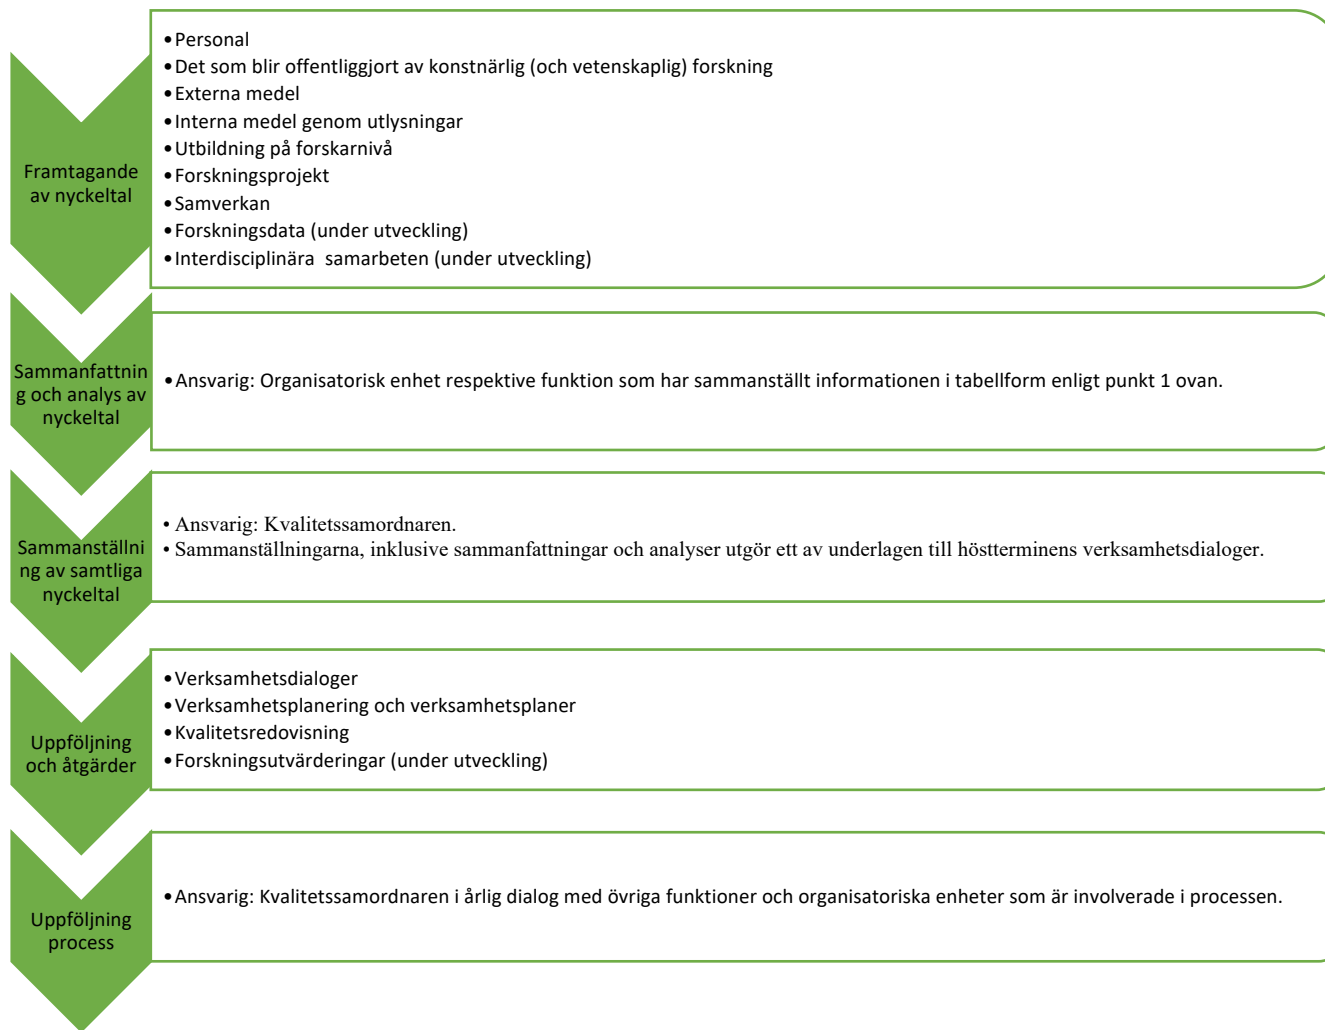 Framtagande
av nyckeltal
•Personal
•Det som blir offentliggjort av konstnärlig (och vetenskaplig) forskning
•Externa medel
•Interna medel genom utlysningar
•Utbildning på forskarnivå
•Forskningsprojekt
•Samverkan
•Forskningsdata (under utveckling)
•Interdisciplinära  samarbeten (under utveckling)
Sammanfattnin
g och analys av
nyckeltal
•Ansvarig: Organisatorisk enhet respektive funktion som har sammanställt informationen i tabellform enligt punkt 1 ovan.
Sammanställni
ng av samtliga
nyckeltal
• Ansvarig: Kvalitetssamordnaren.
• Sammanställningarna, inklusive sammanfattningar och analyser utgör ett av underlagen till höstterminens verksamhetsdialoger.
Uppföljning
och åtgärder
•Verksamhetsdialoger
•Verksamhetsplanering och verksamhetsplaner
•Kvalitetsredovisning
•Forskningsutvärderingar (under utveckling)
Uppföljning
process
•Ansvarig: Kvalitetssamordnaren i årlig dialog med övriga funktioner och organisatoriska enheter som är involverade i processen.